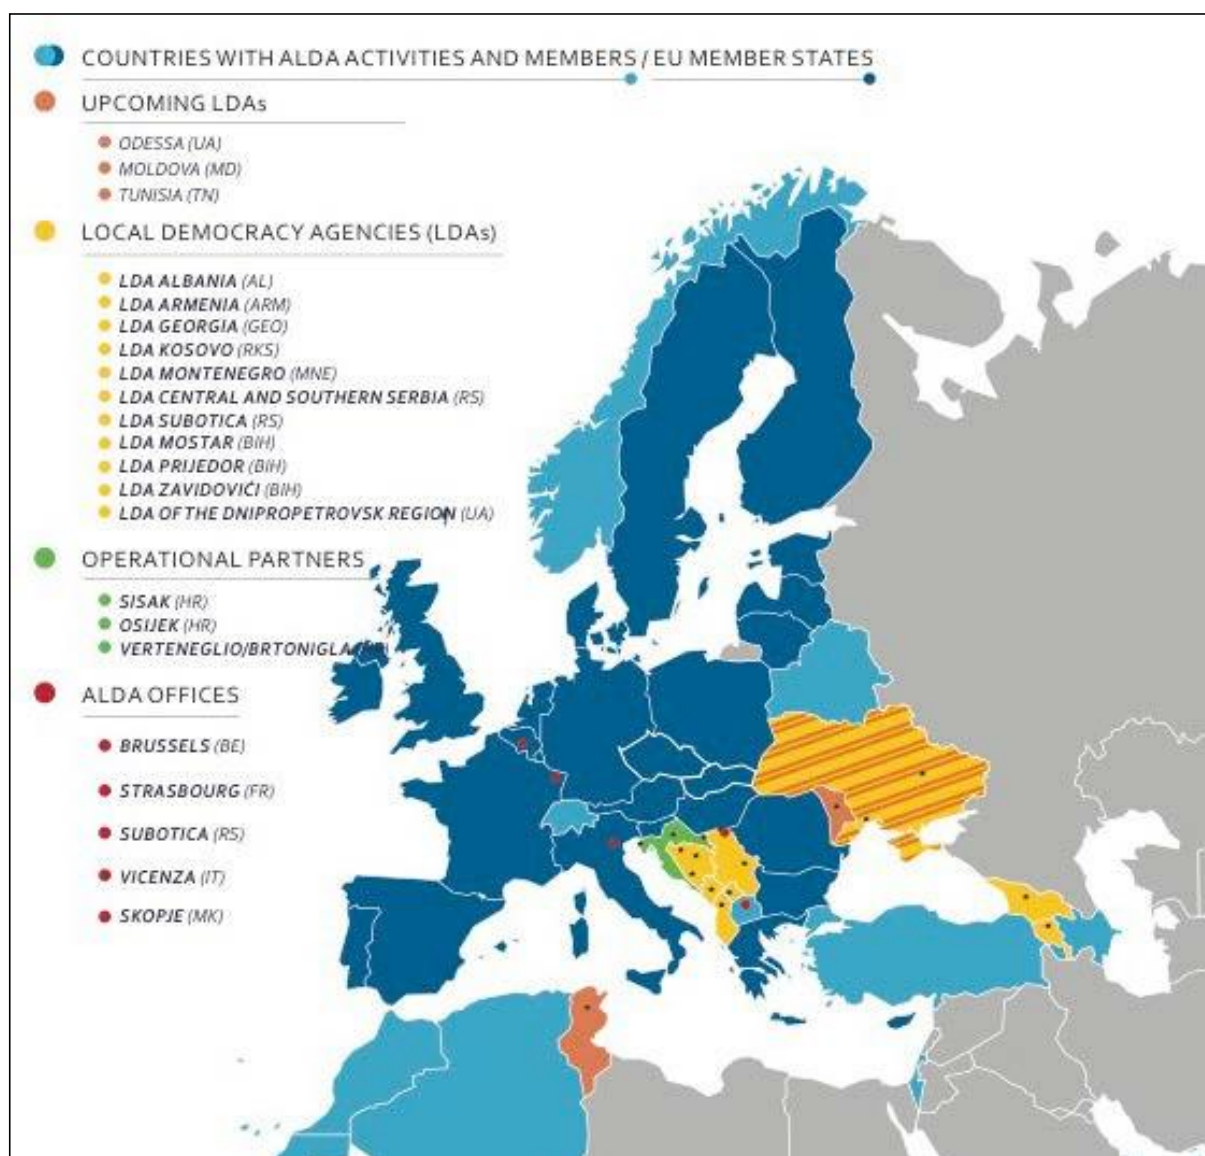 COUNTRIES WITH ALDA ACTIVITIES AND MEMBERS / EU MEMBER STATES
UPCOMING LDAs
ODESSA (UA)
MOLDOVA (MD)
TUNISIA (TN)
LOCAL DEMOCRACY AGENCIES (LDAs)
LDA ALBANIA (AL)
LDA ARMENIA (ARM)
LDA GEORGIA (GEO)
LDA KOSOVO (RKS)
LDA MONTENEGRO (MNE)
LDA CENTRAL AND SOUTHERN SERBIA (RS)
LDA SUBOTICA (RS)
LDA MOSTAR (BIH)
LDA PRIJEDOR (BIH)
LDA ZAVIDOVIĆI (BIH)
LDA OF THE DNIPROPETROVSK REGION (UA)
OPERATIONAL PARTNERS
SISAK (HR)
OSIJEK (HR)
VERTENEGLIO/BRTONIGLA
ALDA OFFICES
BRUSSELS (BE)
STRASBOURG (FR)
SUBOTICA (RS)
VICENZA (IT)
SKOPJE (MK)